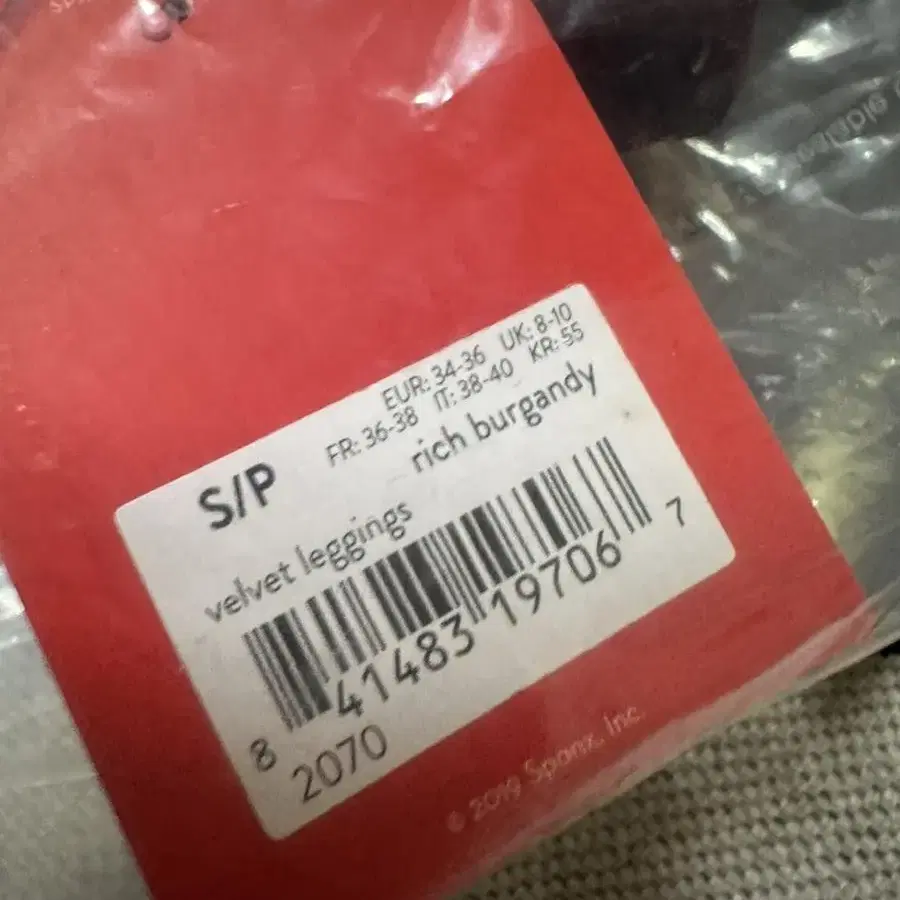 EUR: 34-36 UK: 8-10
FR: 36-38 IT: 38-40 KR: 55
S/P
rich burgandy
velvet leggings
8 41483 19706 7
2070
© 2019 Spanx, Inc.